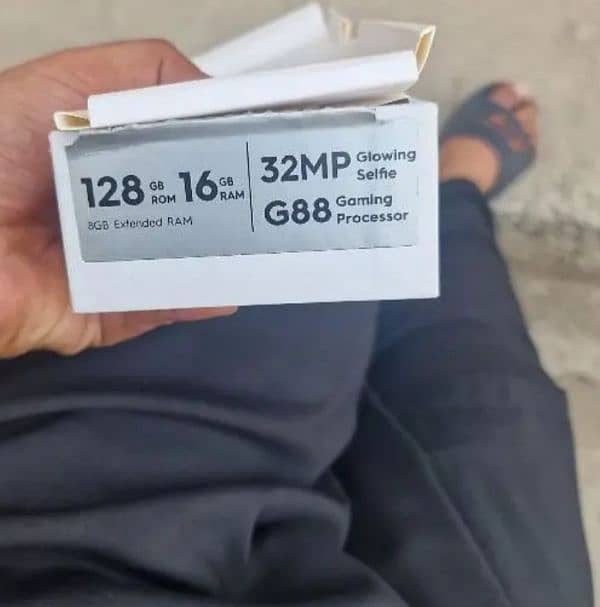 128 GB ROM 16 GB RAM
8GB Extended RAM
32MP Glowing Selfie
G88 Gaming Processor